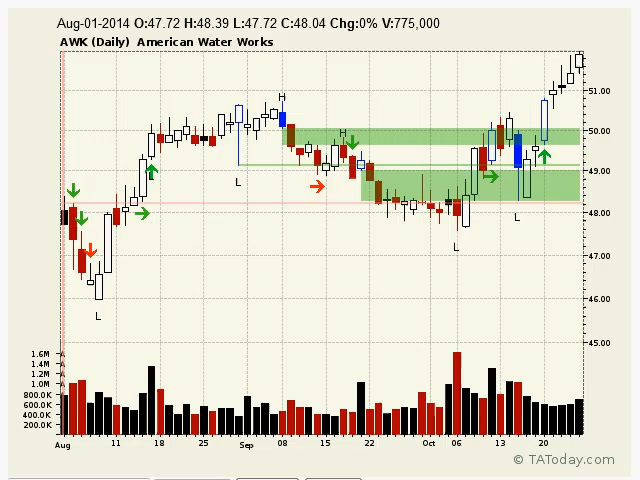 Aug-01-2014 O:47.72 H:48.39 L:47.72 C:48.04 Chg:0% V:775,000
AWK (Daily) American Water Works
H
51.00
H
50.00
49.00
L
48.00
L
L
47.00
46.00
L
45.00
1.6M A
1.4M A
1.2M A
1.0M A
800.0K
600.0K
400.0K
200.0K
Aug 11 18 25 Sep 08 15 22 Oct 06 13 20
© TAToday.com